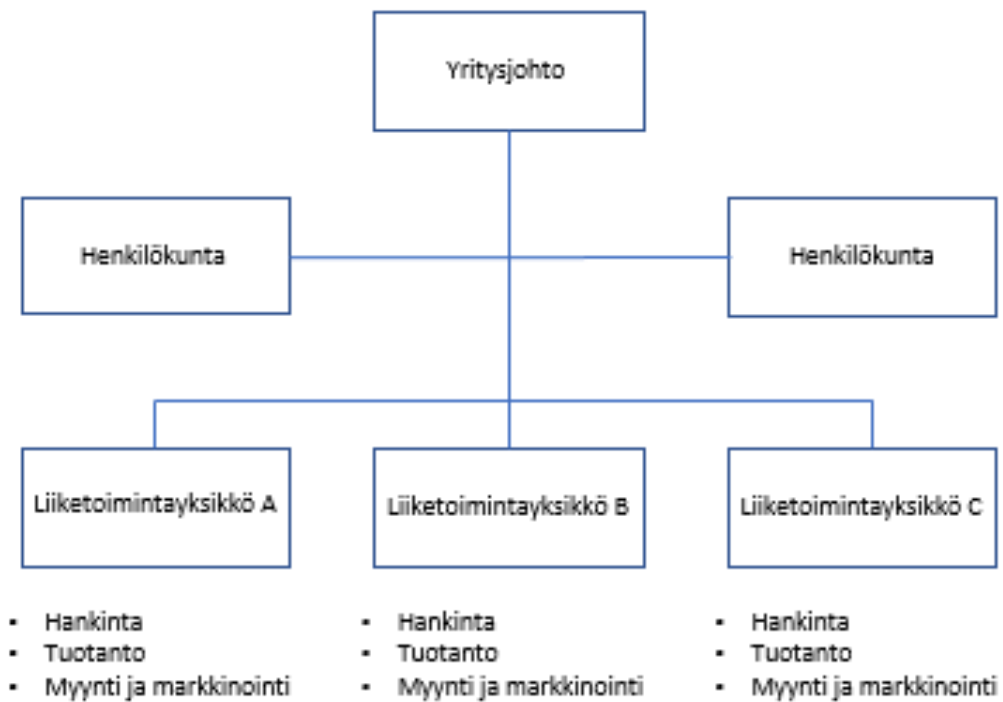 Yritysjohto
Henkilökunta
Henkilökunta
Liiketoimintayksikkö A
Liiketoimintayksikkö B
Liiketoimintayksikkö C
▪ Hankinta
▪ Tuotanto
▪ Myynti ja markkinointi
▪ Hankinta
▪ Tuotanto
▪ Myynti ja markkinointi
▪ Hankinta
▪ Tuotanto
▪ Myynti ja markkinointi